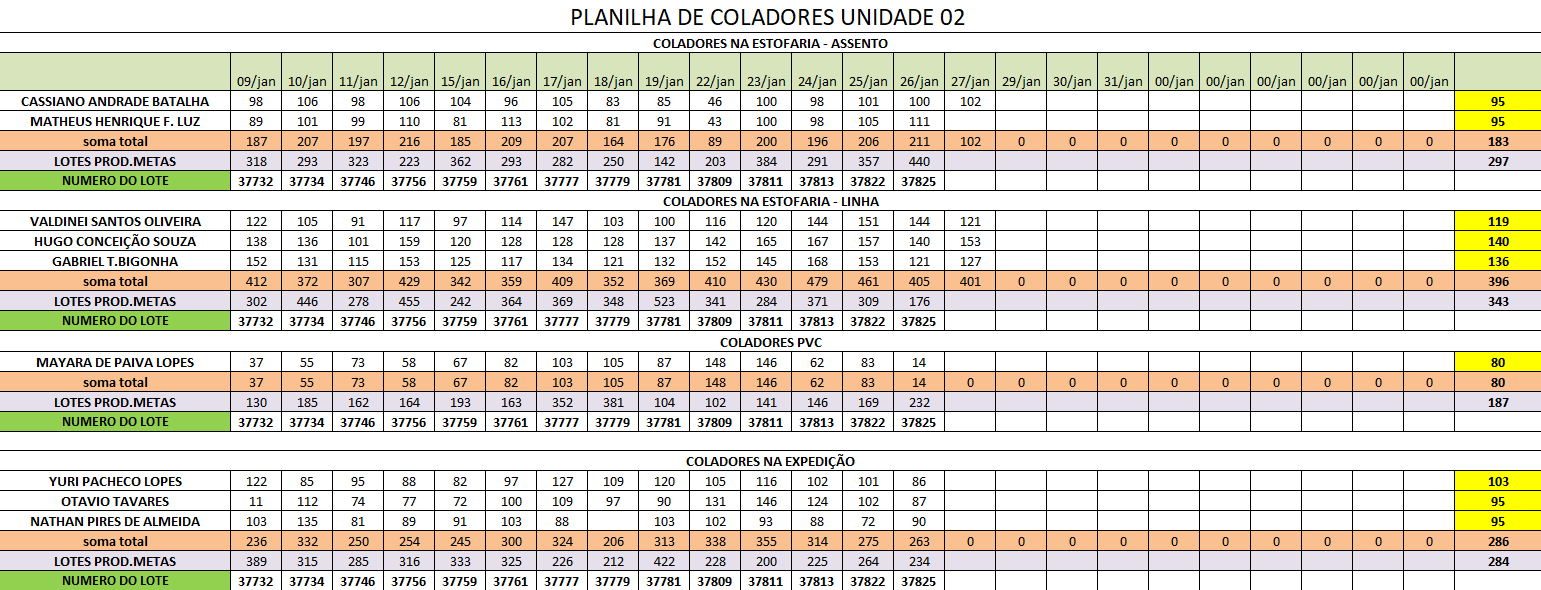 PLANILHA DE COLADORES UNIDADE 02
COLADORES NA ESTOFARIA - ASSENTO
09/jan 10/jan 11/jan 12/jan 15/jan 16/jan 17/jan 18/jan 19/jan 22/jan 23/jan 24/jan 25/jan 26/jan 27/jan 29/jan 30/jan 31/jan 00/jan 00/jan 00/jan 00/jan 00/jan 00/jan
CASSIANO ANDRADE BATALHA 98 106 98 106 104 96 105 83 85 46 100 98 101 100 102 95
MATHEUS HENRIQUE F. LUZ 89 101 99 110 81 113 102 81 91 43 100 98 105 111 95
soma total 187 207 197 216 185 209 207 164 176 89 200 196 206 211 102 0 0 0 0 0 0 0 0 0 183
LOTES PROD.METAS 318 293 323 223 362 293 282 250 142 203 384 291 357 440 297
NUMERO DO LOTE 37732 37734 37746 37756 37759 37761 37777 37779 37781 37809 37811 37813 37822 37825
COLADORES NA ESTOFARIA - LINHA
VALDINEI SANTOS OLIVEIRA 122 105 91 117 97 114 147 103 100 116 120 144 151 144 121 119
HUGO CONCEIÇÃO SOUZA 138 136 101 159 120 128 128 128 137 142 165 167 157 140 153 140
GABRIEL T.BIGONHA 152 131 115 153 125 117 134 121 132 152 145 168 153 121 127 136
soma total 412 372 307 429 342 359 409 352 369 410 430 479 461 405 401 0 0 0 0 0 0 0 0 0 396
LOTES PROD.METAS 302 446 278 455 242 364 369 348 523 341 284 371 309 176 343
NUMERO DO LOTE 37732 37734 37746 37756 37759 37761 37777 37779 37781 37809 37811 37813 37822 37825
COLADORES PVC
MAYARA DE PAIVA LOPES 37 55 73 58 67 82 103 105 87 148 146 62 83 14 80
soma total 37 55 73 58 67 82 103 105 87 148 146 62 83 14 0 0 0 0 0 0 0 0 0 0 80
LOTES PROD.METAS 130 185 162 164 193 163 352 381 104 102 141 146 169 232 187
NUMERO DO LOTE 37732 37734 37746 37756 37759 37761 37777 37779 37781 37809 37811 37813 37822 37825
COLADORES NA EXPEDIÇÃO
YURI PACHECO LOPES 122 85 95 88 82 97 127 109 120 105 116 102 101 86 103
OTAVIO TAVARES 11 112 74 77 72 100 109 97 90 131 146 124 102 87 95
NATHAN PIRES DE ALMEIDA 103 135 81 89 91 103 88 103 102 93 88 72 90 95
soma total 236 332 250 254 245 300 324 206 313 338 355 314 275 263 0 0 0 0 0 0 0 0 0 0 286
LOTES PROD.METAS 389 315 285 316 333 325 226 212 422 228 200 225 264 234 284
NUMERO DO LOTE 37732 37734 37746 37756 37759 37761 37777 37779 37781 37809 37811 37813 37822 37825